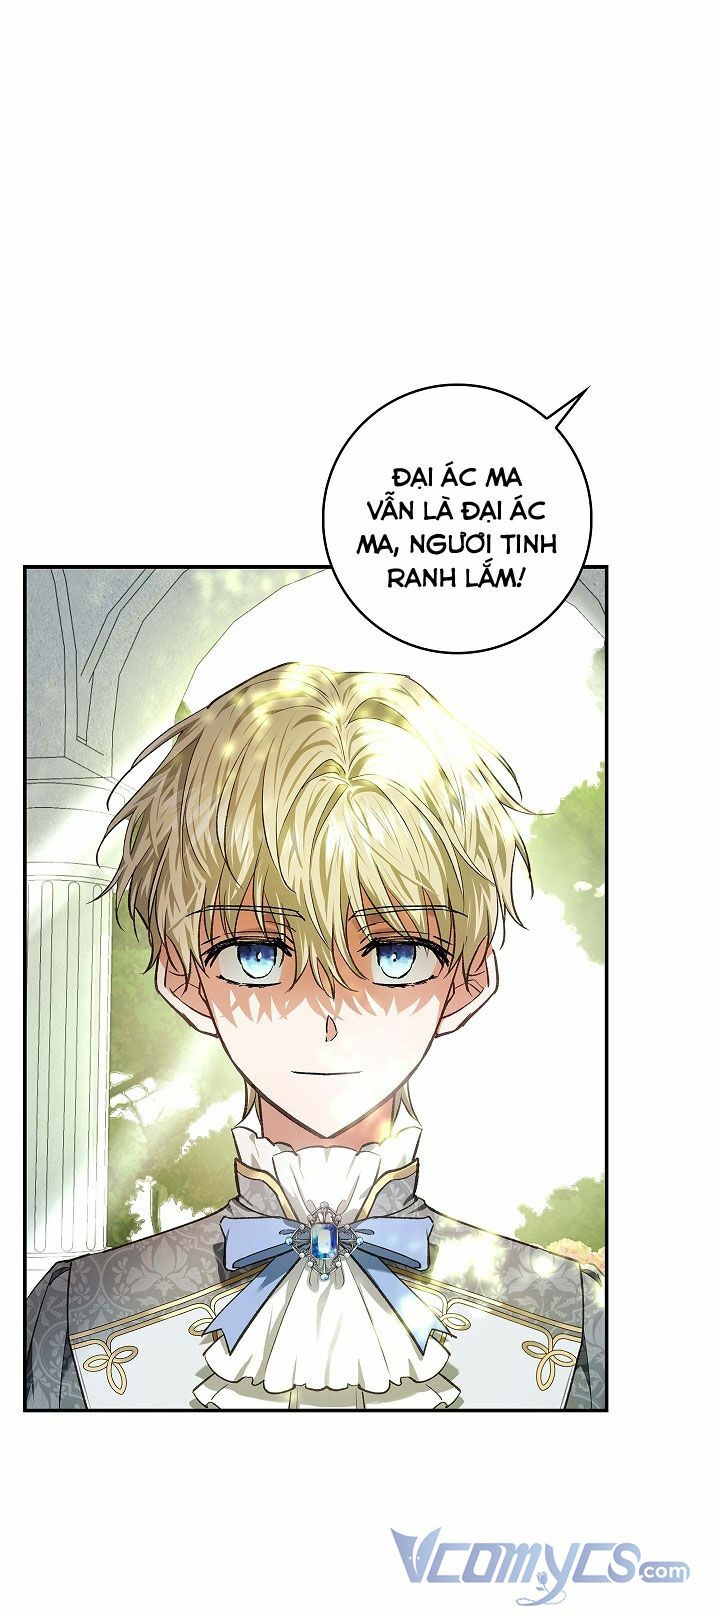 ĐẠI ÁC MA
VẪN LÀ ĐẠI ÁC
MA, NGƯƠI TINH
RANH LẮM!
VCOMYCS.com